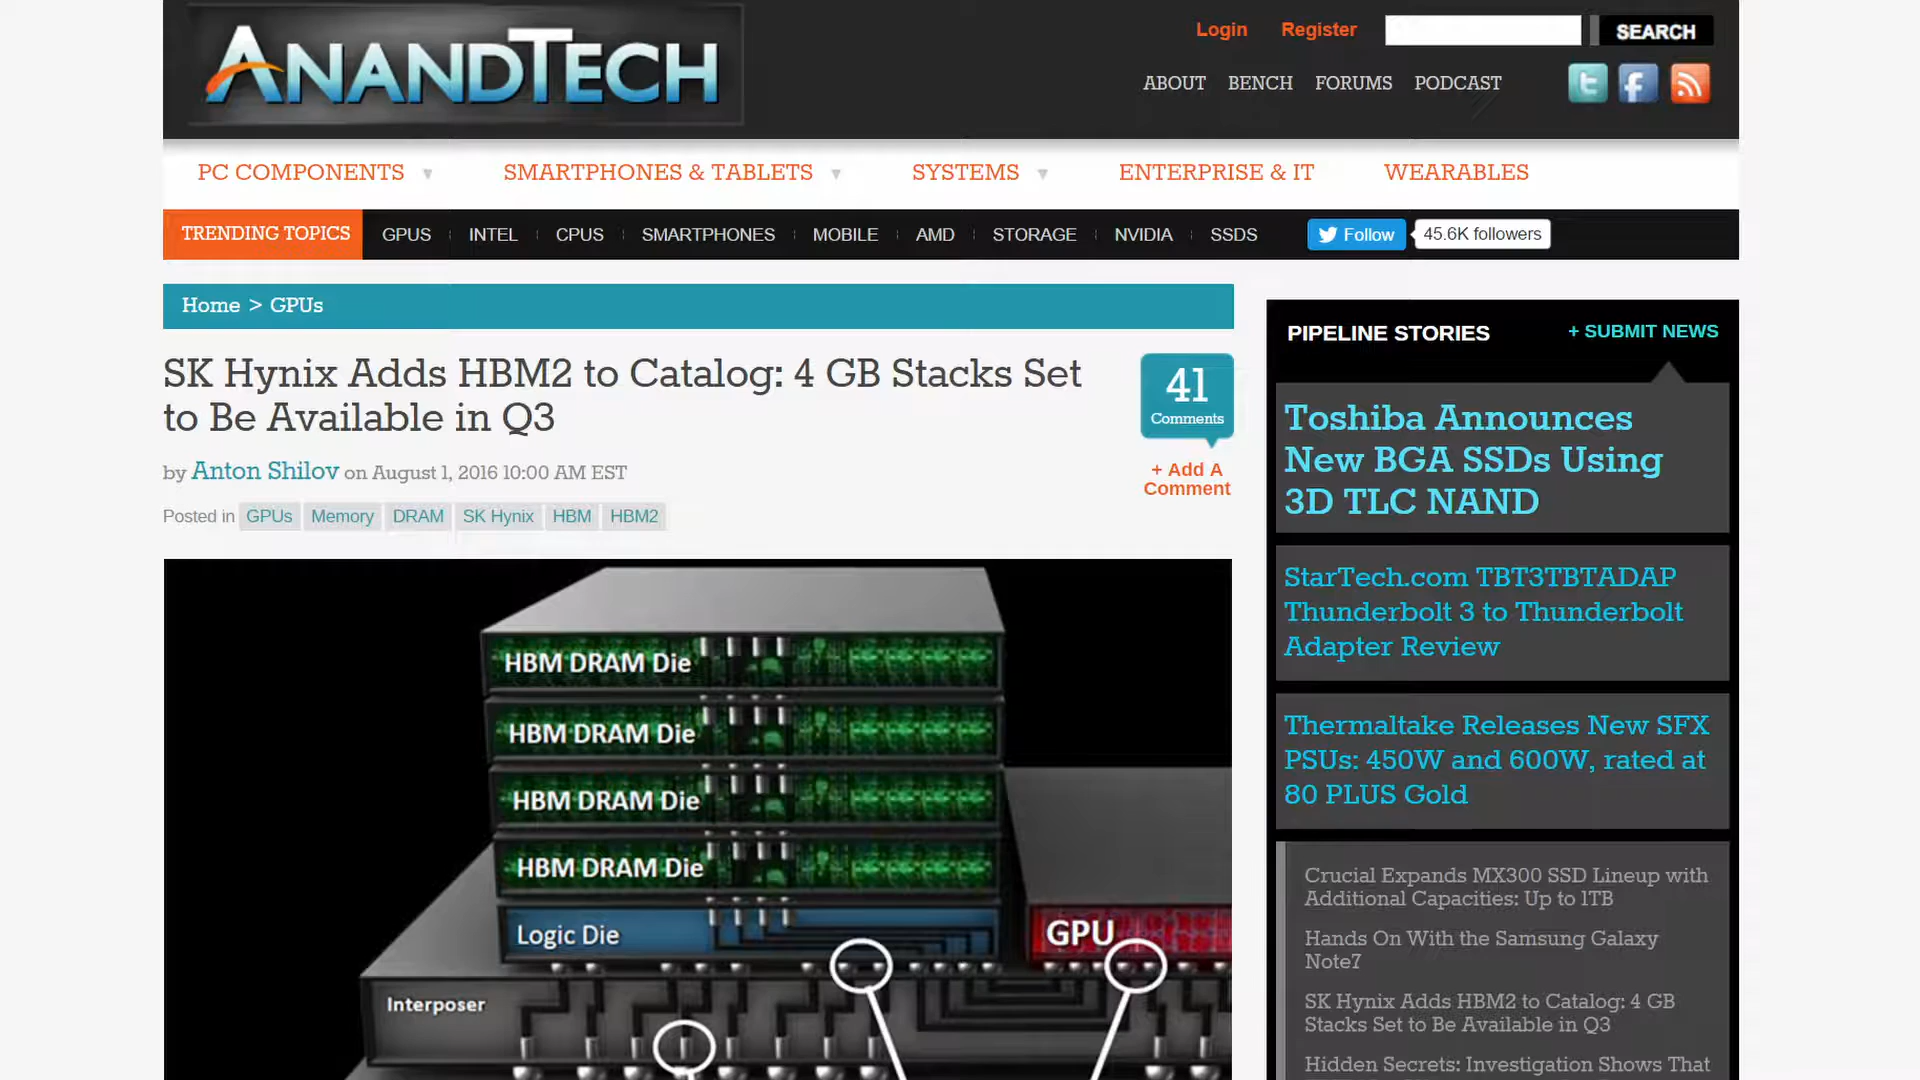 ANANDTECH
Login Register SEARCH
ABOUT BENCH FORUMS PODCAST
PC COMPONENTS SMARTPHONES & TABLETS SYSTEMS ENTERPRISE & IT WEARABLES
TRENDING TOPICS GPUS INTEL CPUS SMARTPHONES MOBILE AMD STORAGE NVIDIA SSDS Follow 45.6K followers
Home > GPUs
SK Hynix Adds HBM2 to Catalog: 4 GB Stacks Set
to Be Available in Q3
41
Comments
+ Add A
Comment
by Anton Shilov on August 1, 2016 10:00 AM EST
Posted in GPUs Memory DRAM SK Hynix HBM HBM2
HBM DRAM Die
HBM DRAM Die
HBM DRAM Die
HBM DRAM Die
Logic Die
GPU
Interposer
PIPELINE STORIES + SUBMIT NEWS
Toshiba Announces
New BGA SSDs Using
3D TLC NAND
StarTech.com TBT3TBTADAP
Thunderbolt 3 to Thunderbolt
Adapter Review
Thermaltake Releases New SFX
PSUs: 450W and 600W, rated at
80 PLUS Gold
Crucial Expands MX300 SSD Lineup with
Additional Capacities: Up to 1TB
Hands On With the Samsung Galaxy
Note7
SK Hynix Adds HBM2 to Catalog: 4 GB
Stacks Set to Be Available in Q3
Hidden Secrets: Investigation Shows That